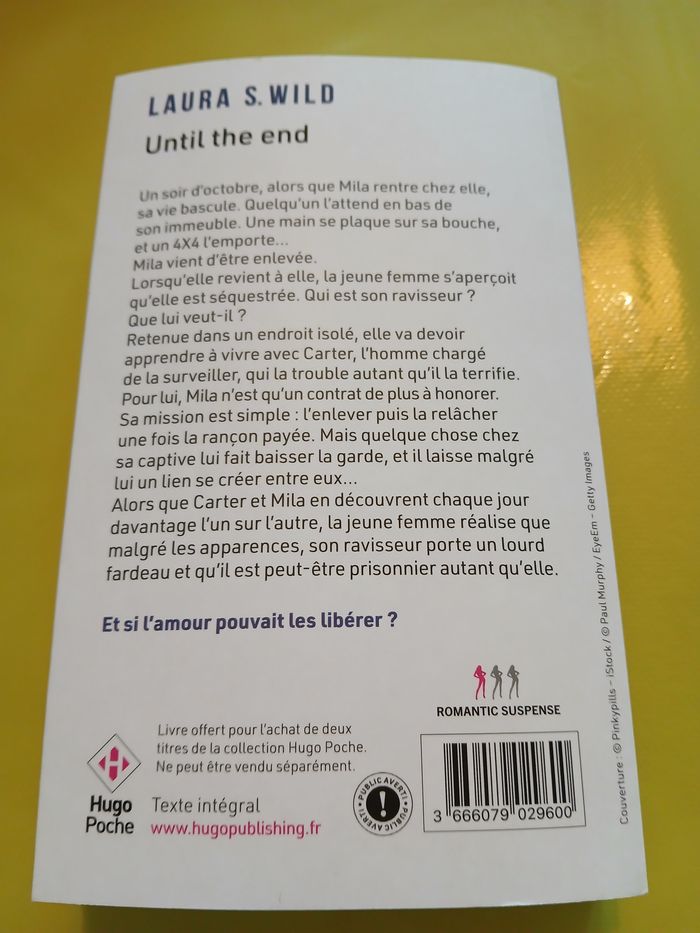 LAURA S. WILD
Until the end
Un soir d'octobre, alors que Mila rentre chez elle,
sa vie bascule. Quelqu'un l'attend en bas de
son immeuble. Une main se plaque sur sa bouche,
et un 4X4 l'emporte...
Mila vient d'être enlevée.
Lorsqu'elle revient à elle, la jeune femme s'aperçoit
qu'elle est séquestrée. Qui est son ravisseur ?
Que lui veut-il ?
Retenue dans un endroit isolé, elle va devoir
apprendre à vivre avec Carter, l'homme chargé
de la surveiller, qui la trouble autant qu'il la terrifie.
Pour lui, Mila n'est qu'un contrat de plus à honorer.
Sa mission est simple : l'enlever puis la relâcher
une fois la rançon payée. Mais quelque chose chez
sa captive lui fait baisser la garde, et il laisse malgré
lui un lien se créer entre eux...
Alors que Carter et Mila en découvrent chaque jour
davantage l'un sur l'autre, la jeune femme réalise que
malgré les apparences, son ravisseur porte un lourd
fardeau et qu'il est peut-être prisonnier autant qu'elle.
Et si l'amour pouvait les libérer ?
ROMANTIC SUSPENSE
Livre offert pour l'achat de deux
titres de la collection Hugo Poche.
Ne peut être vendu séparément.
Hugo
Poche
Texte intégral
www.hugopublishing.fr
PUBLIC AVERTI • PUBLIC AVERTI •
!
3 666079 029600
Couverture : © Pinkypills – iStock / © Paul Murphy / EyeEm – Getty Images